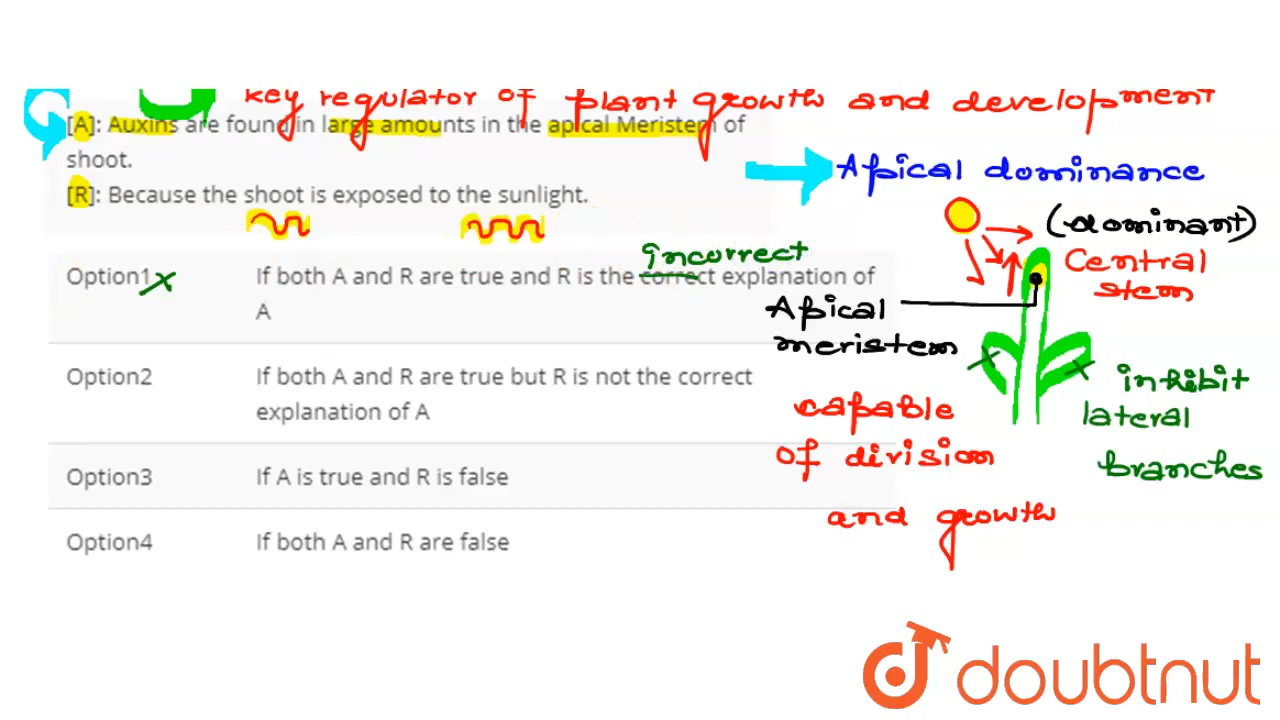 key regulator of plant growth and development
[A]: Auxins are found in large amounts in the apical Meristem of
shoot.
[R]: Because the shoot is exposed to the sunlight.
Apical dominance
(dominant)
Central
stem
incorrect
Option1 If both A and R are true and R is the correct explanation of
A
Apical
meristem
Option2 If both A and R are true but R is not the correct
explanation of A
inhibit
lateral
branches
capable
of division
and growth
Option3 If A is true and R is false
Option4 If both A and R are false
doubtnut